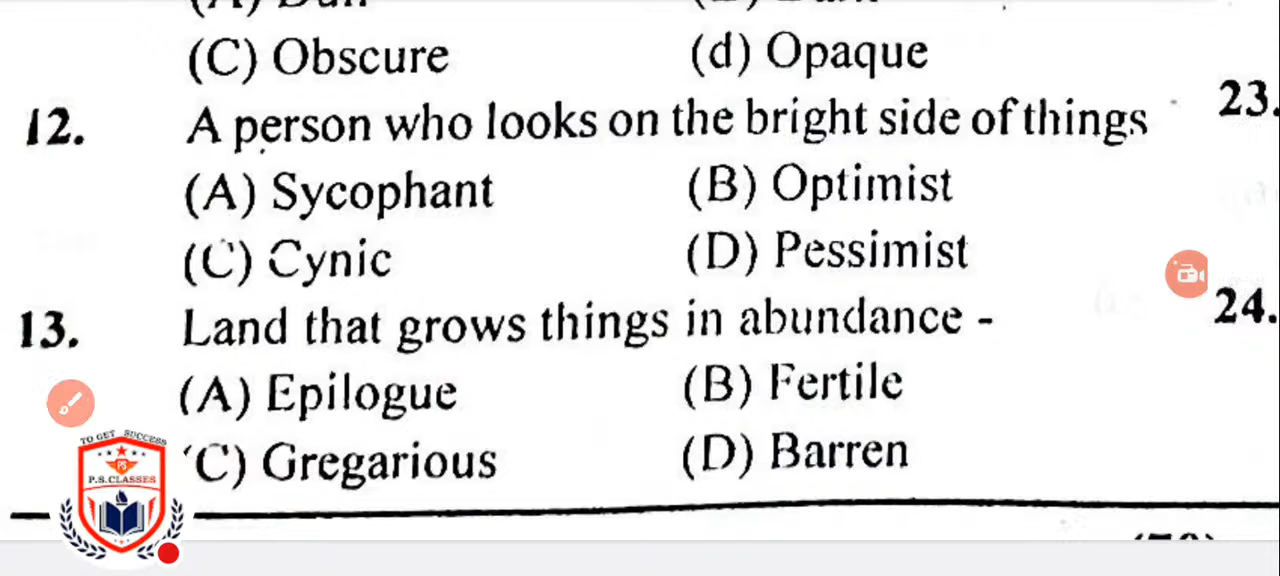 (C) Obscure (d) Opaque
12. A person who looks on the bright side of things 23.
(A) Sycophant (B) Optimist
(C) Cynic (D) Pessimist
13. Land that grows things in abundance - 24.
(A) Epilogue (B) Fertile
C) Gregarious (D) Barren
TO GET SUCCESS
PS
P.S.CLASSES